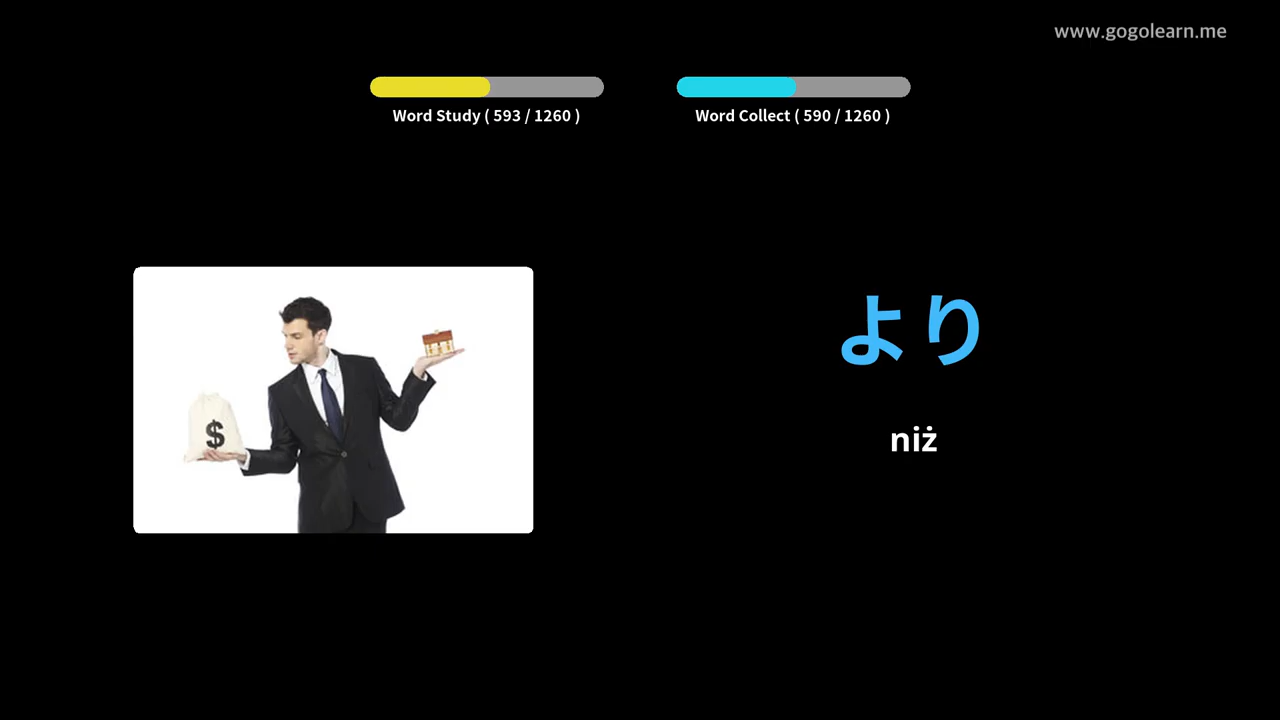 www.gogolearn.me
Word Study ( 593 / 1260 )
Word Collect ( 590 / 1260 )
$
より
niż